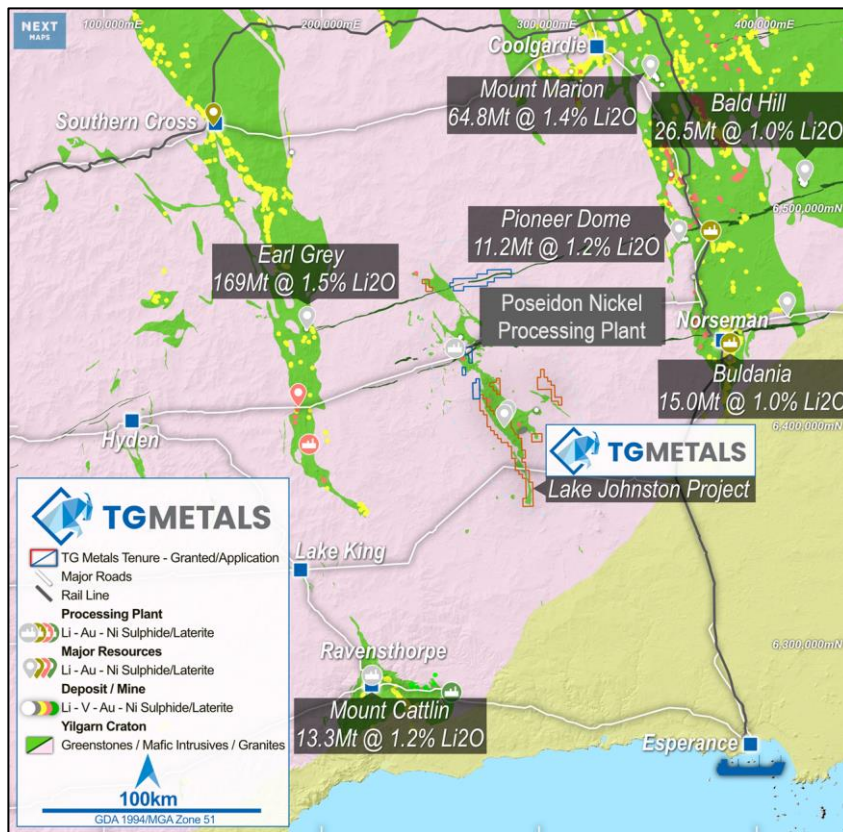 NEXT
MAPS
100,000mE
200,000mE
300,000mE
400,000mE
Coolgardie
Mount Marion
64.8Mt @ 1.4% Li2O
Bald Hill
26.5Mt @ 1.0% Li2O
Southern Cross
6,500,000mN
Pioneer Dome
11.2Mt @ 1.2% Li2O
Earl Grey
169Mt @ 1.5% Li2O
Poseidon Nickel
Processing Plant
Norseman
Buldania
15.0Mt @ 1.0% Li2O
Hyden
6,400,000mN
TGMETALS
Lake Johnston Project
TGMETALS
TG Metals Tenure - Granted/Application
Major Roads
Rail Line
Processing Plant
Li - Au - Ni Sulphide/Laterite
Major Resources
Li - Au - Ni Sulphide/Laterite
Deposit / Mine
Li - V - Au - Ni Sulphide/Laterite
Yilgarn Craton
Greenstones / Mafic Intrusives / Granites
100km
GDA 1994/MGA Zone 51
Lake King
6,300,000mN
Ravensthorpe
Mount Cattlin
13.3Mt @ 1.2% Li2O
Esperance